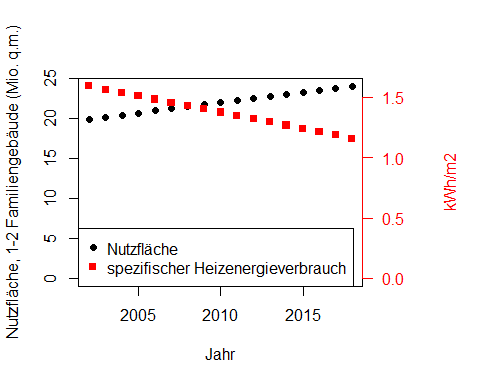 Nutzfläche, 1-2 Familiengebäude (Mio. q.m.)
25
20
15
10
5
0
1.5
1.0
0.5
0.0
kWh/m2
Nutzfläche
spezifischer Heizenergieverbrauch
2005 2010 2015
Jahr